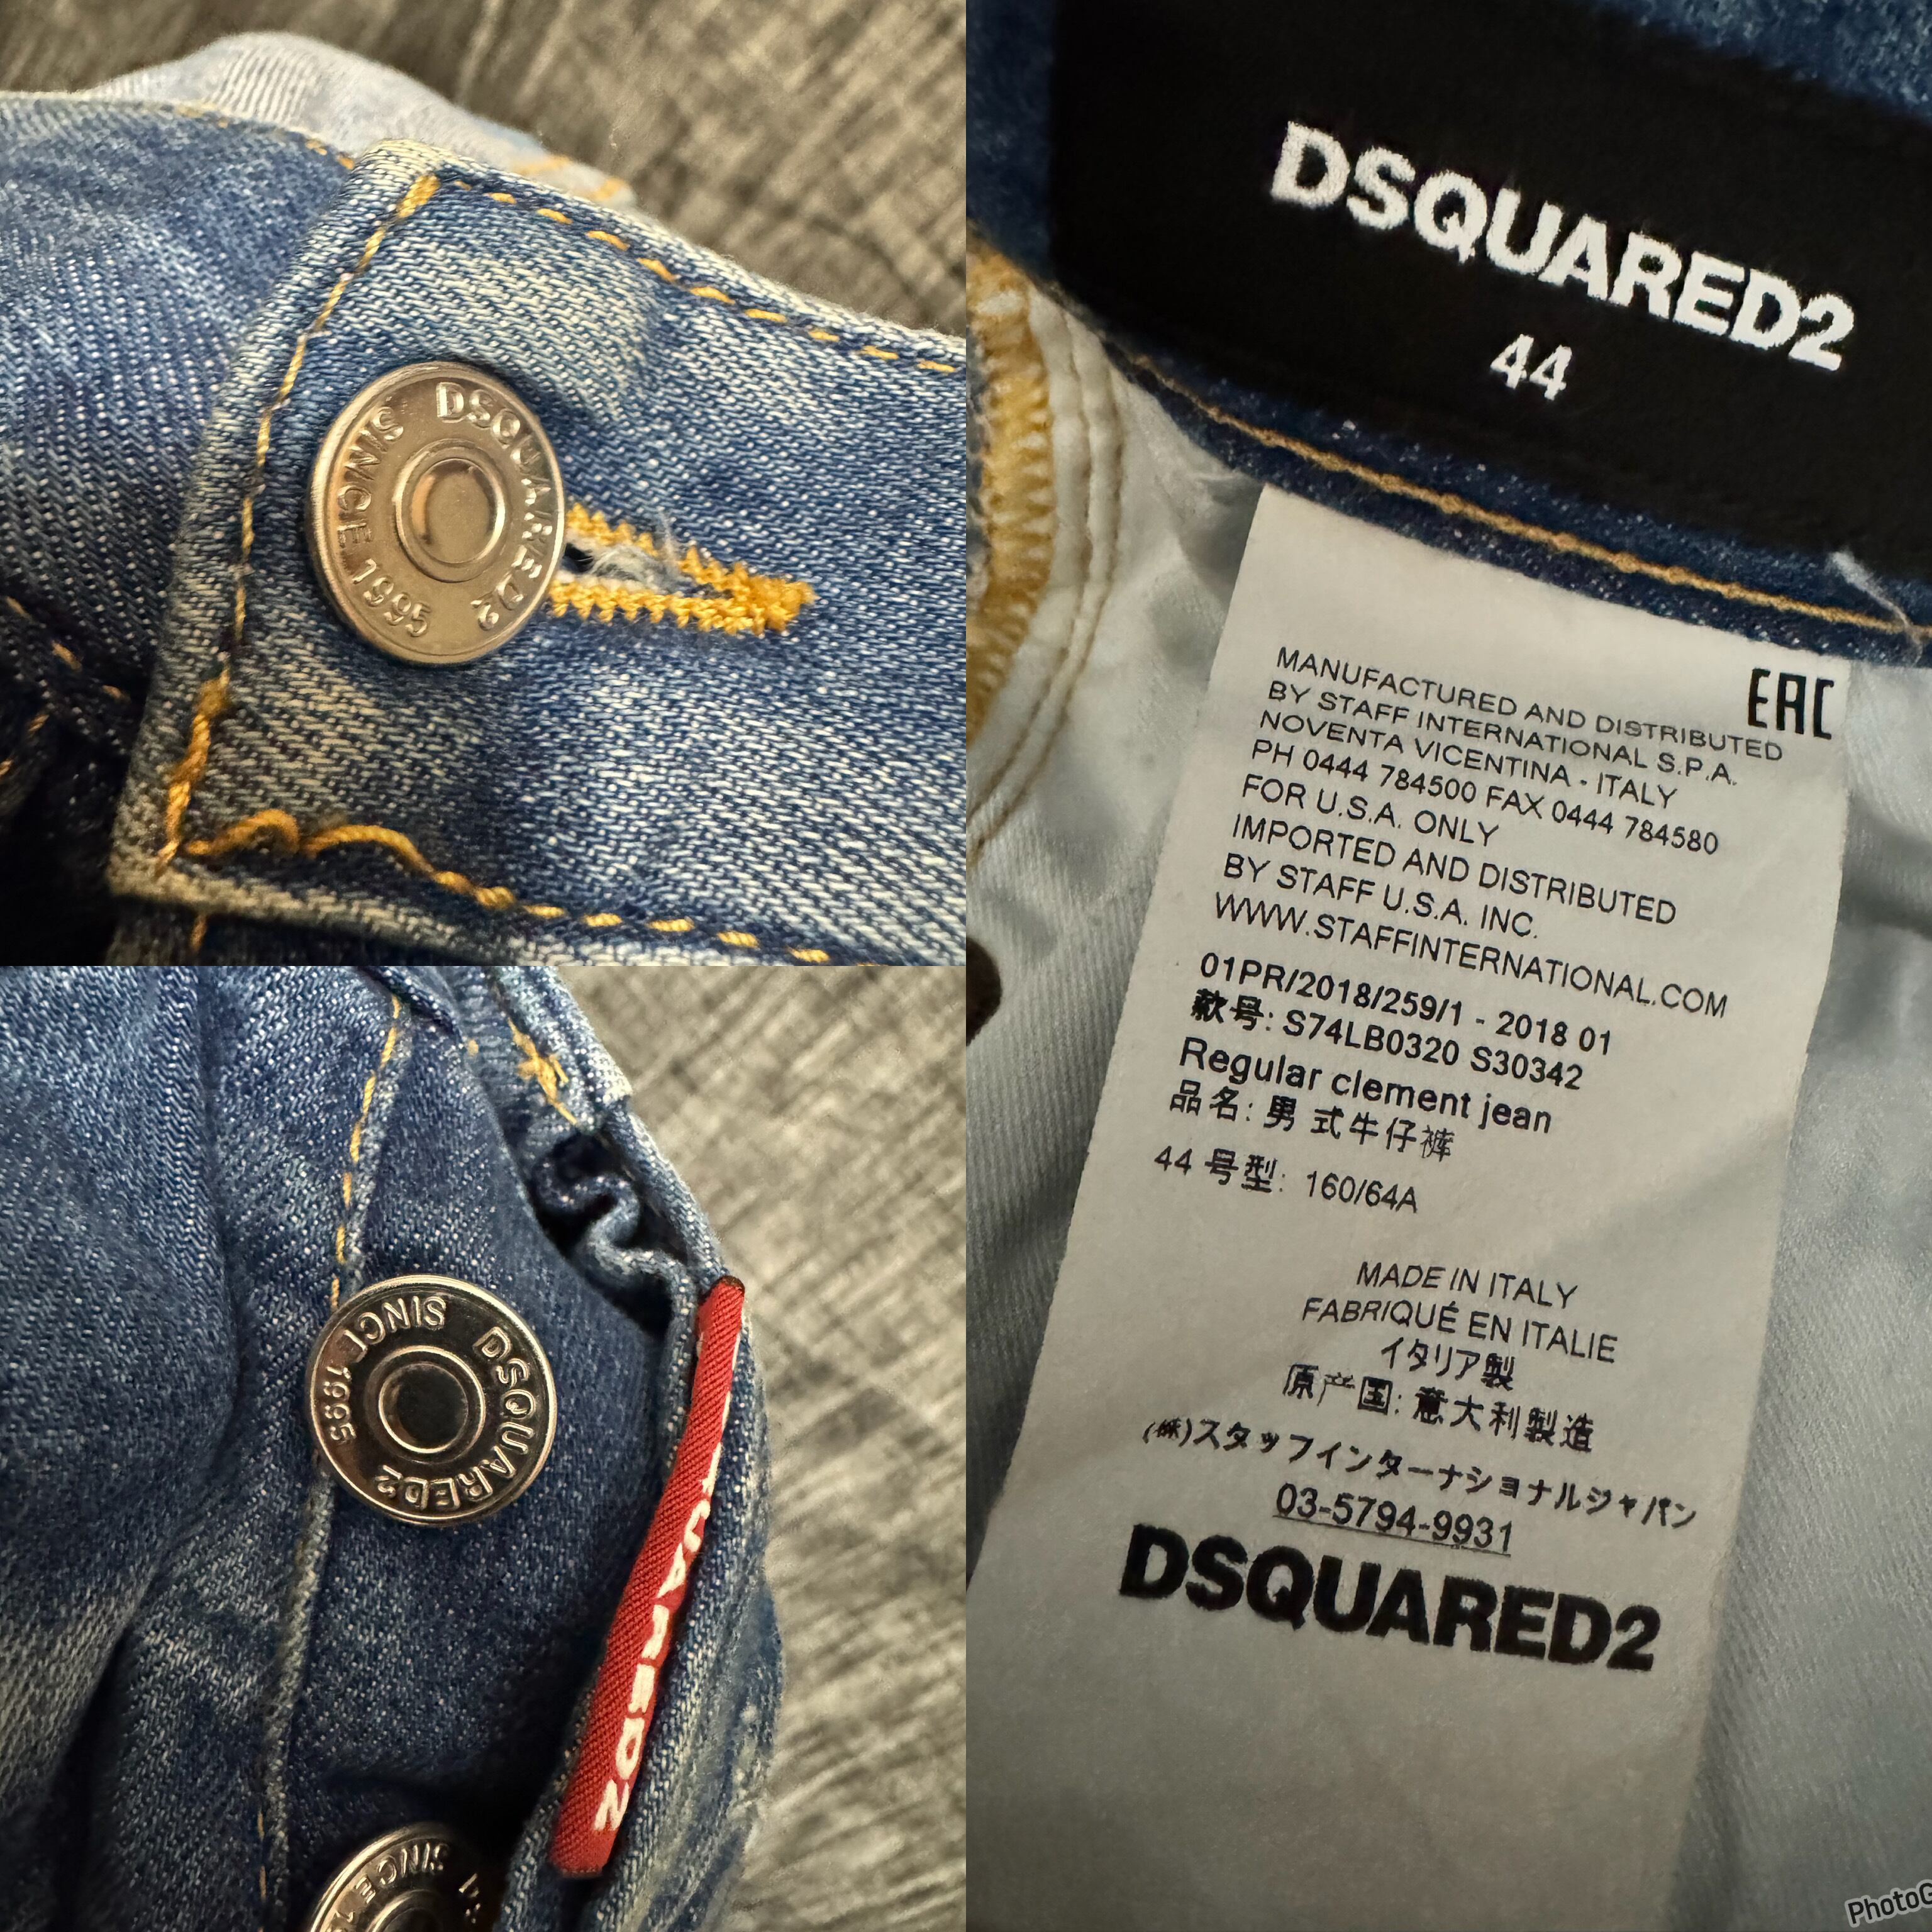 DSQUARED2
SINCE 1995
DSQUARED2
44
EAC
MANUFACTURED AND DISTRIBUTED
BY STAFF INTERNATIONAL S.P.A.
NOVENTA VICENTINA - ITALY
PH 0444 784500 FAX 0444 784580
FOR U.S.A. ONLY
IMPORTED AND DISTRIBUTED
BY STAFF U.S.A. INC.
WWW.STAFFINTERNATIONAL.COM
01PR/2018/259/1 - 2018 01
款号: S74LB0320 S30342
Regular clement jean
品名: 男式牛仔裤
44 号型: 160/64A
MADE IN ITALY
FABRIQUÉ EN ITALIE
イタリア製
原产国: 意大利製造
(株)スタッフインターナショナルジャパン
03-5794-9931
DSQUARED2
DSQUARED2
SINCE 1995
SINCE